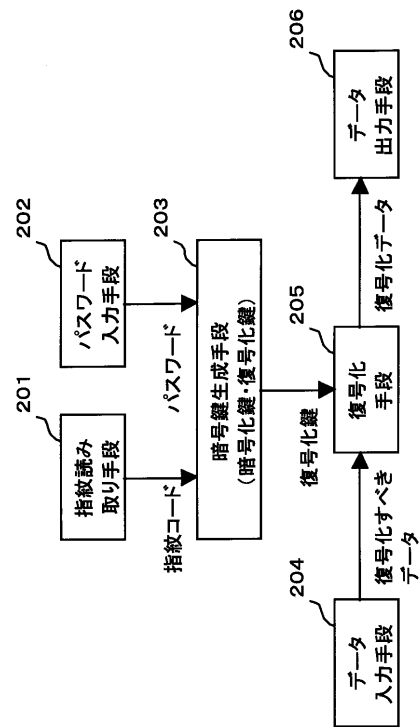 201
指紋読み
取り手段
202
パスワード
入力手段
指紋コード
パスワード
203
暗号鍵生成手段
(暗号化鍵・復号化鍵)
復号化鍵
204
データ
入力手段
復号化すべき
データ
205
復号化
手段
復号化データ
206
データ
出力手段